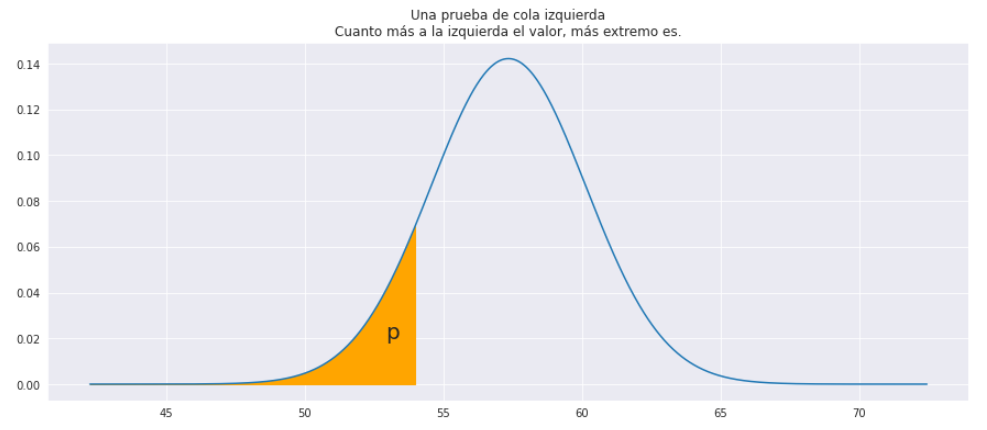 Una prueba de cola izquierda
Cuanto más a la izquierda el valor, más extremo es.
0.14
0.12
0.10
0.08
0.06
0.04
0.02
0.00
p
45 50 55 60 65 70